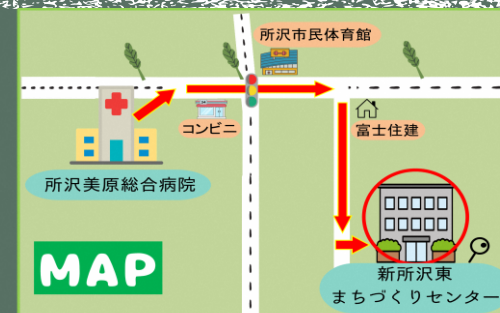 所沢市民体育館
コンビニ
富士住建
所沢美原総合病院
MAP
新所沢東
まちづくりセンター